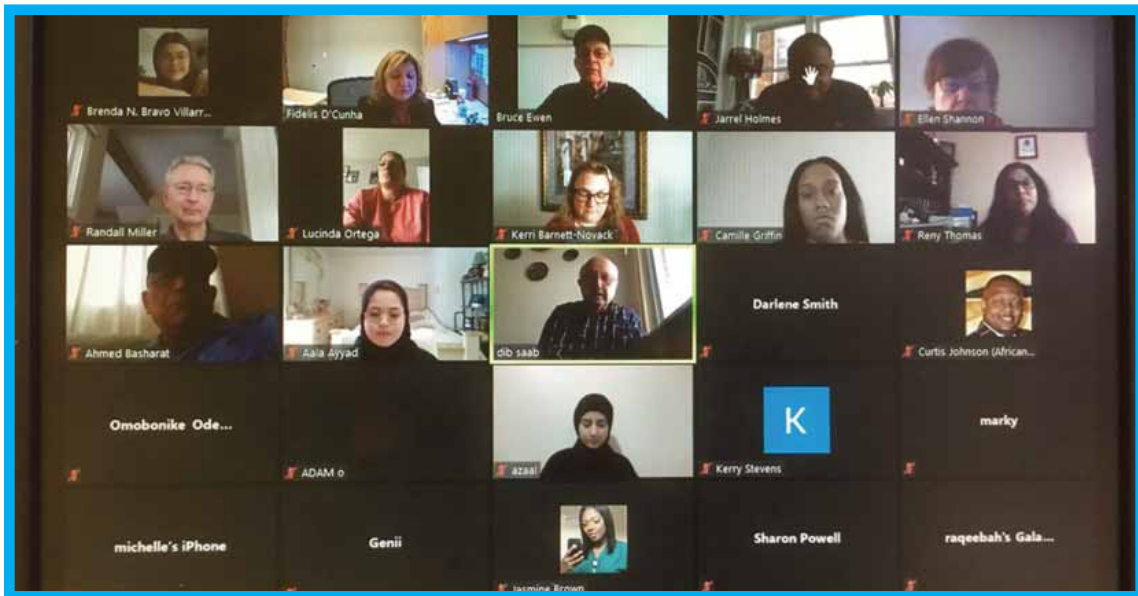 Brenda N. Bravo Villarr...
Fidelis D'Cunha
Bruce Ewen
Jarrel Holmes
Ellen Shannon
Randall Miller
Lucinda Ortega
Kerri Barnett-Novack
Camille Griffin
Reny Thomas
Ahmed Basharat
Aala Ayyad
dib saab
Darlene Smith
Curtis Johnson (African...
Omobonike Ode...
ADAM o
azaal
K
Kerry Stevens
marky
michelle's iPhone
Genii
Jasmine Brown
Sharon Powell
raqeebah's Gala...